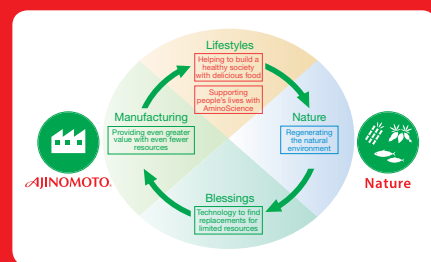 Lifestyles
Helping to build a
healthy society
with delicious food
Supporting
people's lives with
AminoScience
Manufacturing
Providing even greater
value with even fewer
resources
Nature
Regenerating
the natural
environment
AJINOMOTO.
Nature
Blessings
Technology to find
replacements for
limited resources